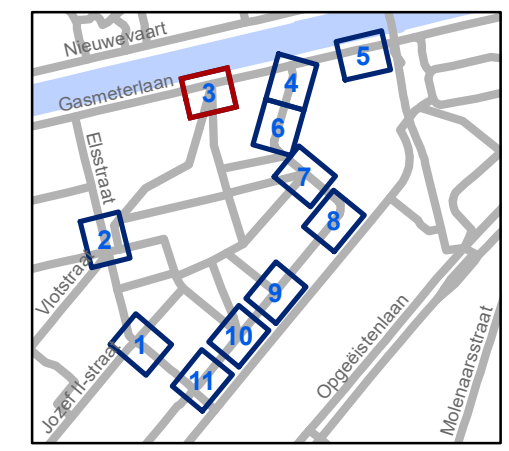 Nieuwevaart
5
Gasmeterlaan
3
4
6
Elsstraat
7
8
2
Vlotstraat
9
Opgeëistenlaan
10
1
Jozef II-straat
11
Molenaarsstraat